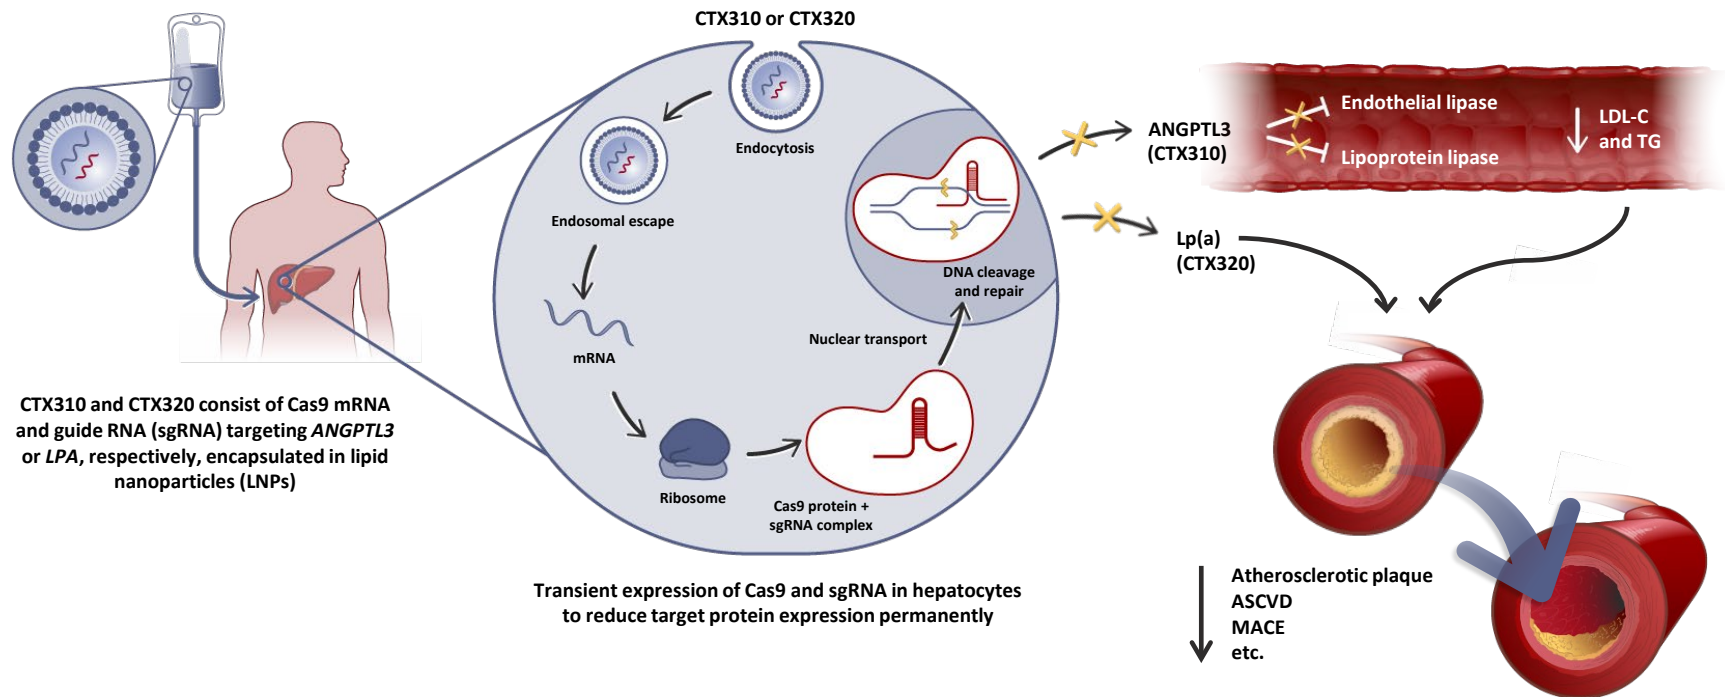 CTX310 or CTX320
Endocytosis
Endosomal escape
mRNA
Ribosome
Cas9 protein +
sgRNA complex
Nuclear transport
DNA cleavage
and repair
CTX310 and CTX320 consist of Cas9 mRNA
and guide RNA (sgRNA) targeting ANGPTL3
or LPA, respectively, encapsulated in lipid
nanoparticles (LNPs)
Transient expression of Cas9 and sgRNA in hepatocytes
to reduce target protein expression permanently
ANGPTL3
(CTX310)
Endothelial lipase
Lipoprotein lipase
LDL-C
and TG
Lp(a)
(CTX320)
Atherosclerotic plaque
ASCVD
MACE
etc.